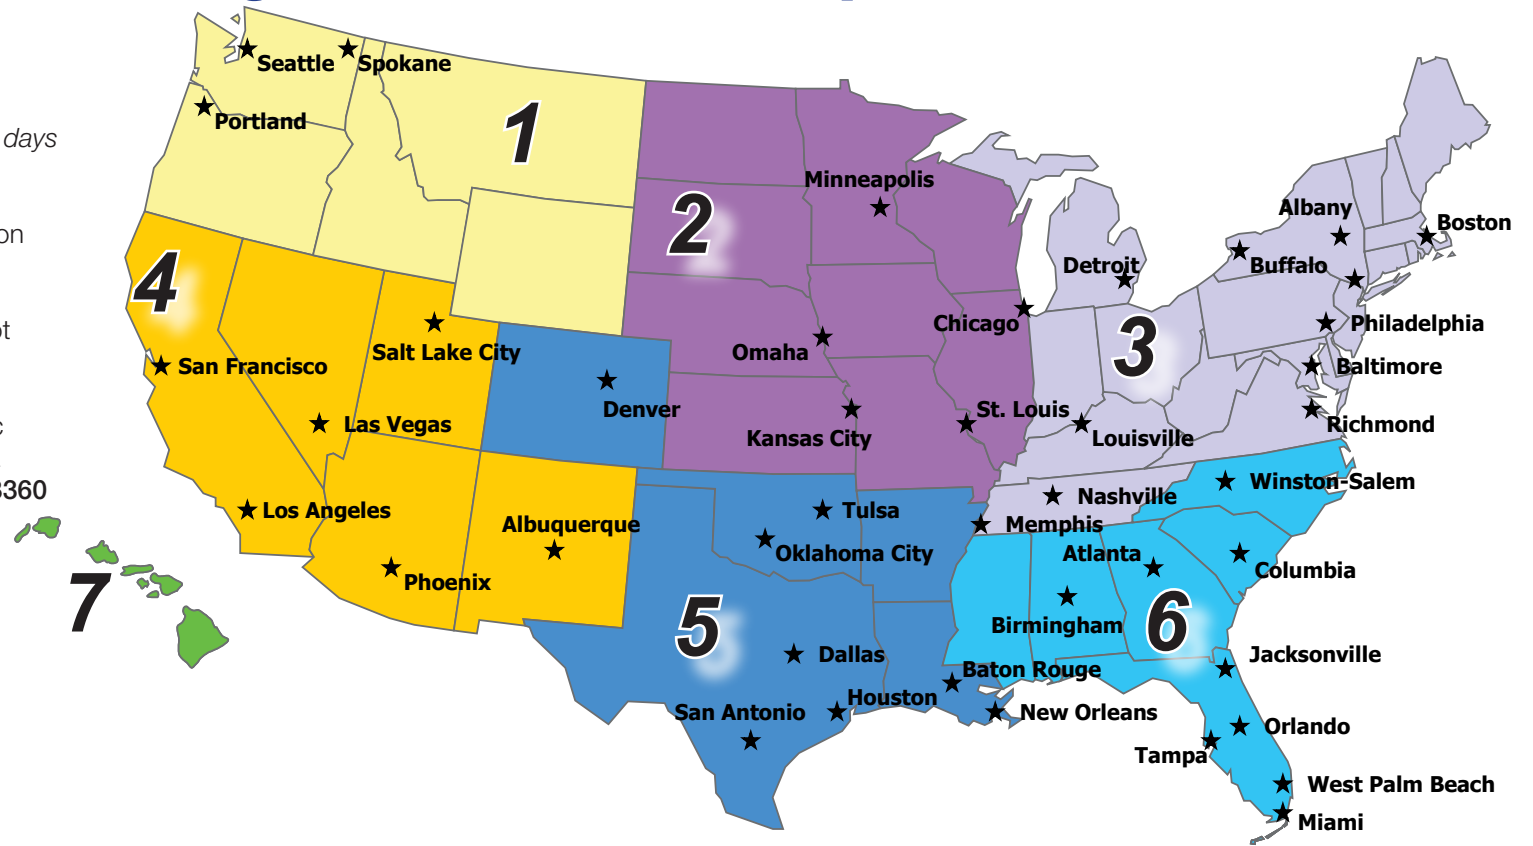 days
on
ot
c
3360
Seattle
Spokane
Portland
1
Minneapolis
2
Albany
Boston
Buffalo
Detroit
4
Chicago
3
Philadelphia
Omaha
Salt Lake City
San Francisco
Baltimore
Denver
St. Louis
Las Vegas
Kansas City
Louisville
Richmond
Winston-Salem
Nashville
Los Angeles
Albuquerque
Tulsa
Memphis
Oklahoma City
Atlanta
Columbia
Phoenix
7
5
Birmingham
6
Dallas
Jacksonville
Baton Rouge
Houston
San Antonio
New Orleans
Orlando
Tampa
West Palm Beach
Miami